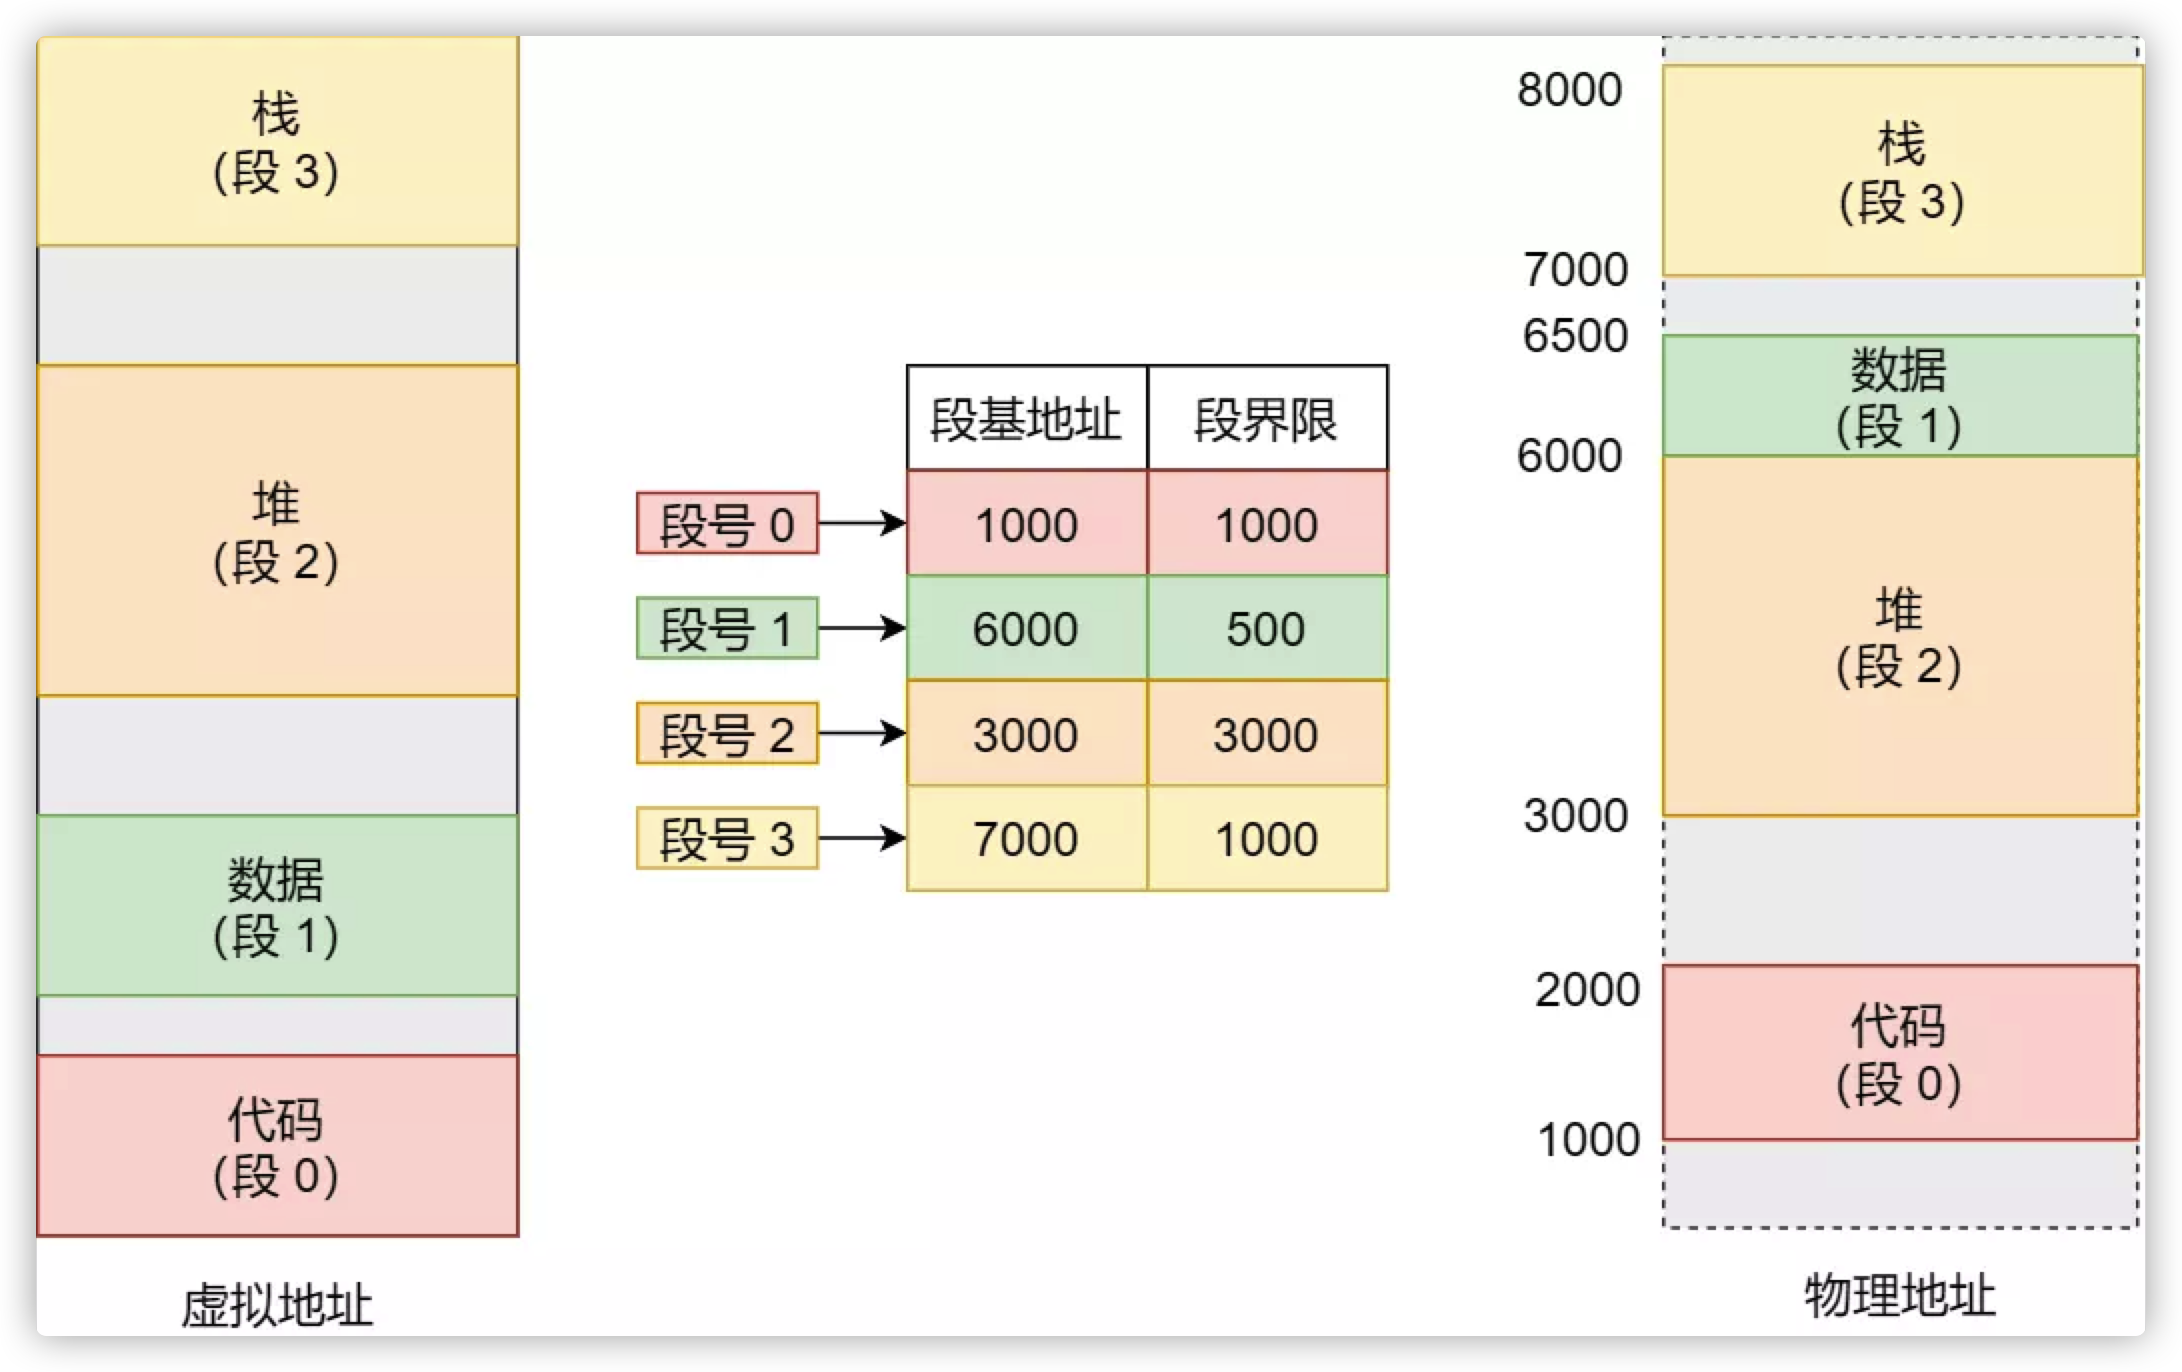 栈
(段 3)
堆
(段 2)
数据
(段 1)
代码
(段 0)
虚拟地址
段基地址 段界限
段号 0 1000 1000
段号 1 6000 500
段号 2 3000 3000
段号 3 7000 1000
8000
栈
(段 3)
7000
6500
数据
(段 1)
6000
堆
(段 2)
3000
2000
代码
(段 0)
1000
物理地址